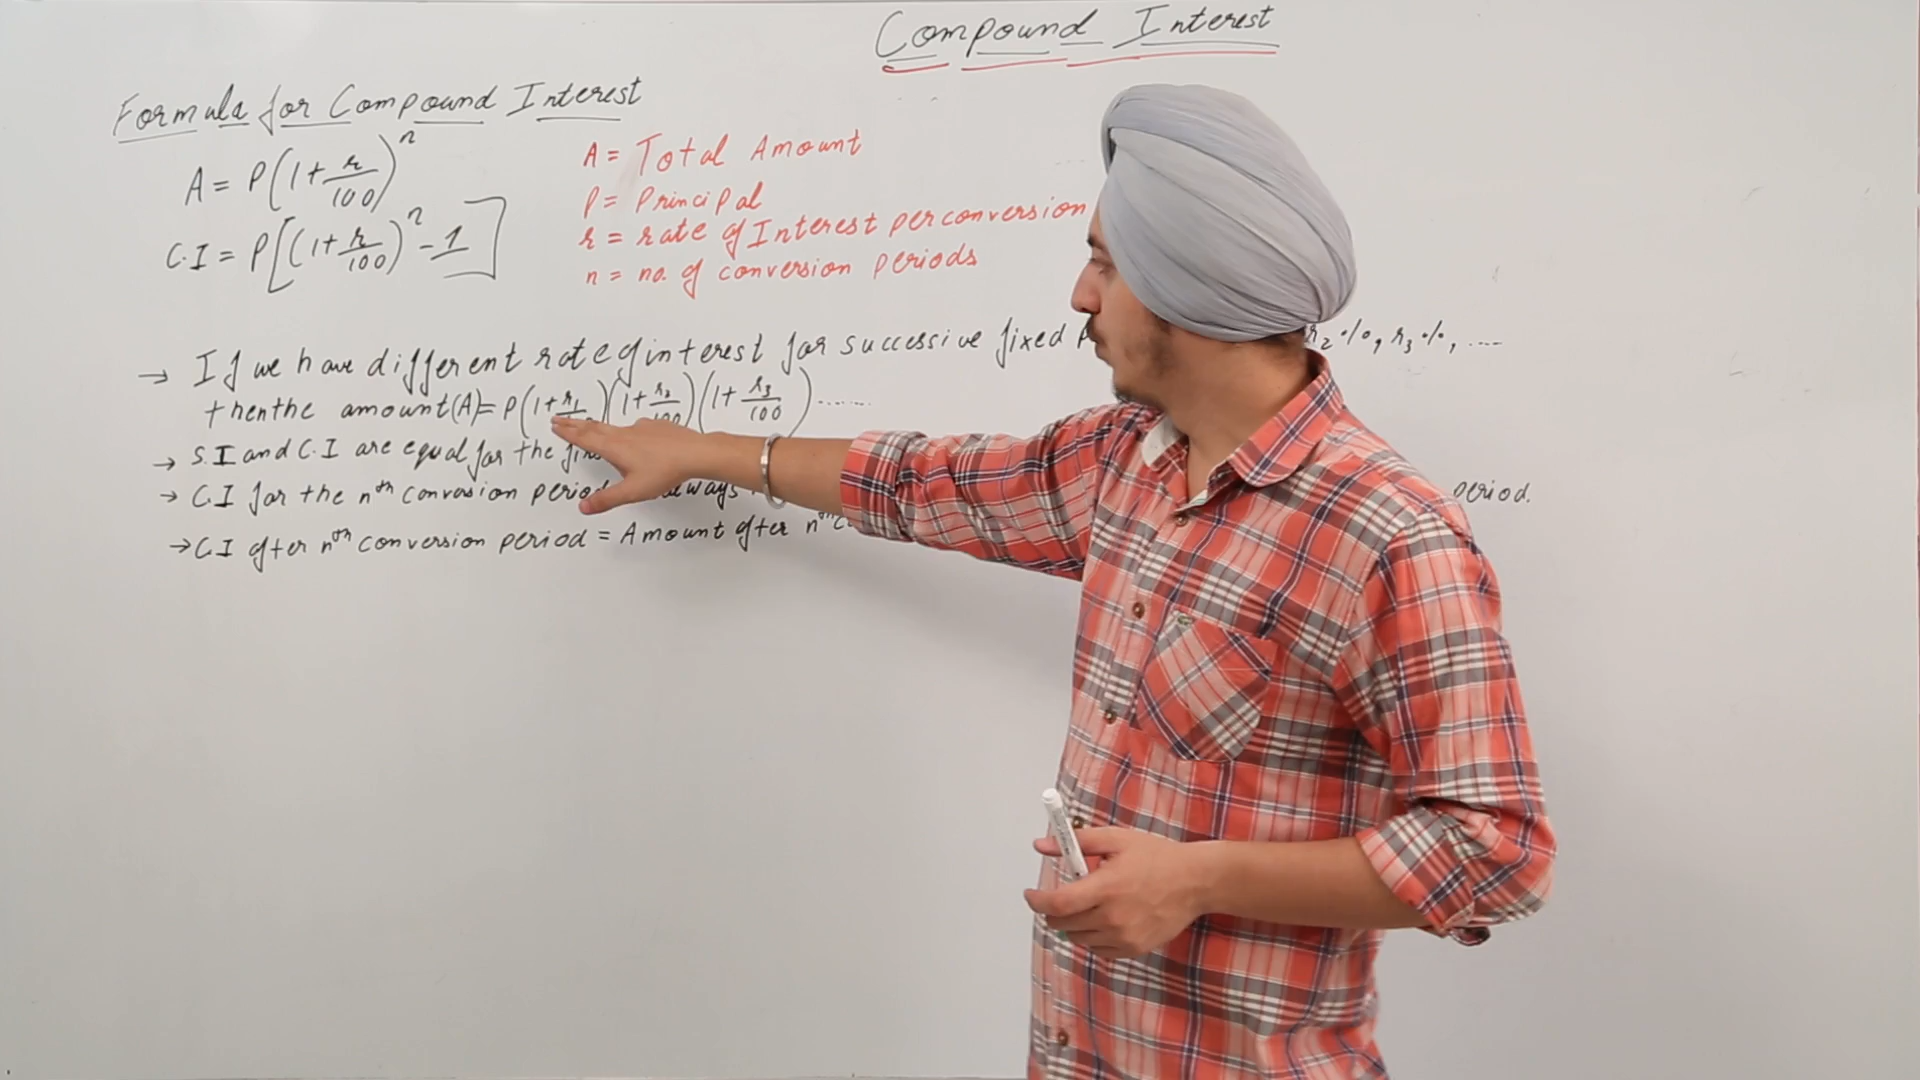 Compound Interest
Formula for Compound Interest
A = P(1+r/100)^n
C.I = P[(1+r/100)^n - 1]
A = Total Amount
P = Principal
r = rate of Interest per conversion
n = no. of conversion periods
→ If we have different rate of interest for successive fixed r2 %, r3 %, ....
then the amount (A) = P(1+r1/)(1+r2/100)(1+r3/100) ........
→ S.I and C.I are equal for the
→ C.I for the nth conversion period always period.
→ C.I after nth conversion period = Amount after nth